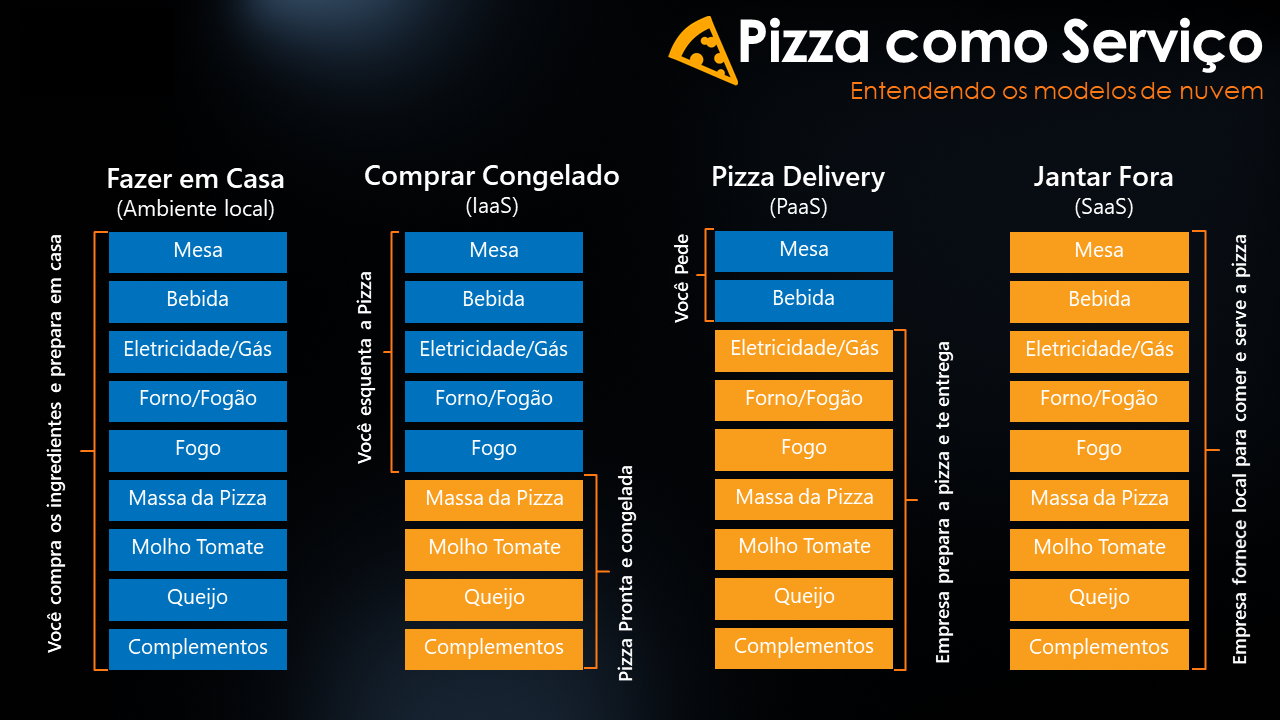 Pizza como Serviço
Entendendo os modelos de nuvem
Fazer em Casa
(Ambiente local)
Você compra os ingredientes e prepara em casa
Mesa
Bebida
Eletricidade/Gás
Forno/Fogão
Fogo
Massa da Pizza
Molho Tomate
Queijo
Complementos
Comprar Congelado
(IaaS)
Você esquenta a Pizza
Mesa
Bebida
Eletricidade/Gás
Forno/Fogão
Fogo
Massa da Pizza
Molho Tomate
Queijo
Complementos
Pizza Pronta e congelada
Pizza Delivery
(PaaS)
Você Pede
Mesa
Bebida
Eletricidade/Gás
Forno/Fogão
Fogo
Massa da Pizza
Molho Tomate
Queijo
Complementos
Empresa prepara a pizza e te entrega
Jantar Fora
(SaaS)
Mesa
Bebida
Eletricidade/Gás
Forno/Fogão
Fogo
Massa da Pizza
Molho Tomate
Queijo
Complementos
Empresa fornece local para comer e serve a pizza